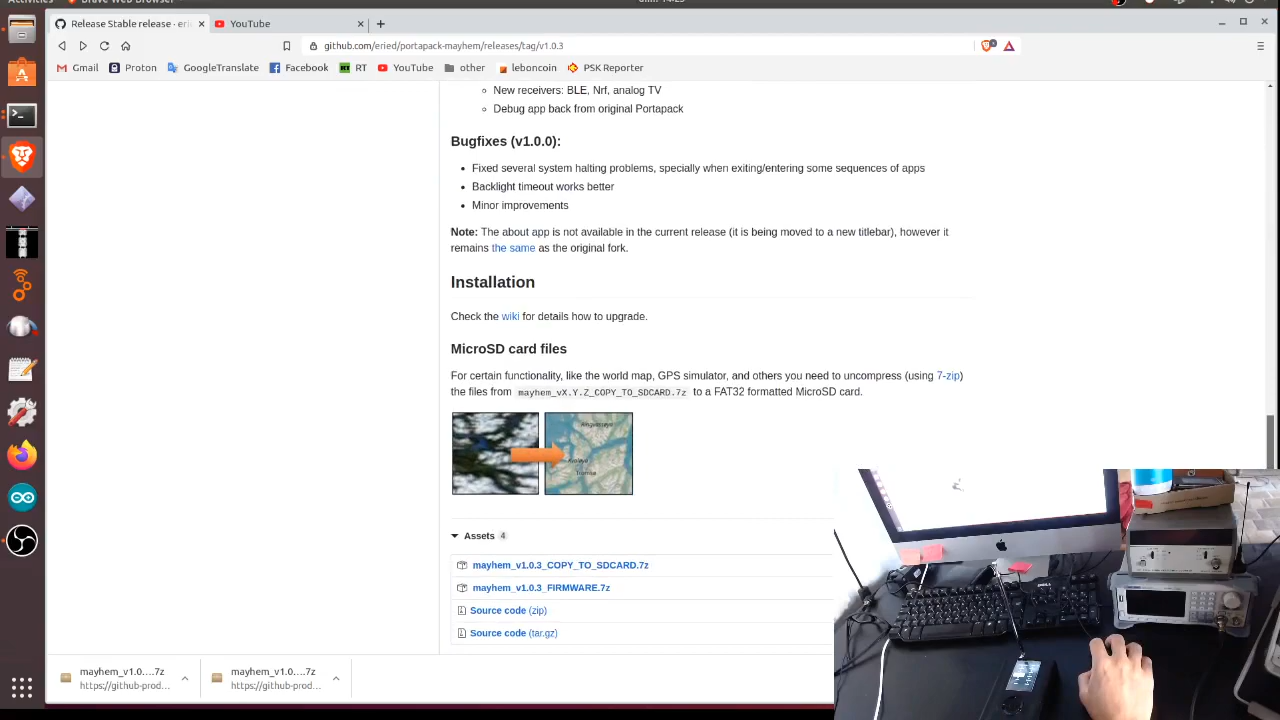 Release Stable release · erie
YouTube
github.com/eried/portapack-mayhem/releases/tag/v1.0.3
Gmail
Proton
GoogleTranslate
Facebook
RT
YouTube
other
leboncoin
PSK Reporter
New receivers: BLE, Nrf, analog TV
Debug app back from original Portapack
Bugfixes (v1.0.0):
Fixed several system halting problems, specially when exiting/entering some sequences of apps
Backlight timeout works better
Minor improvements
Note: The about app is not available in the current release (it is being moved to a new titlebar), however it
remains the same as the original fork.
Installation
Check the wiki for details how to upgrade.
MicroSD card files
For certain functionality, like the world map, GPS simulator, and others you need to uncompress (using 7-zip)
the files from mayhem_vX.Y.Z_COPY_TO_SDCARD.7z to a FAT32 formatted MicroSD card.
Assets 4
mayhem_v1.0.3_COPY_TO_SDCARD.7z
mayhem_v1.0.3_FIRMWARE.7z
Source code (zip)
Source code (tar.gz)
mayhem_v1.0....7z
https://github-prod...
mayhem_v1.0....7z
https://github-prod...